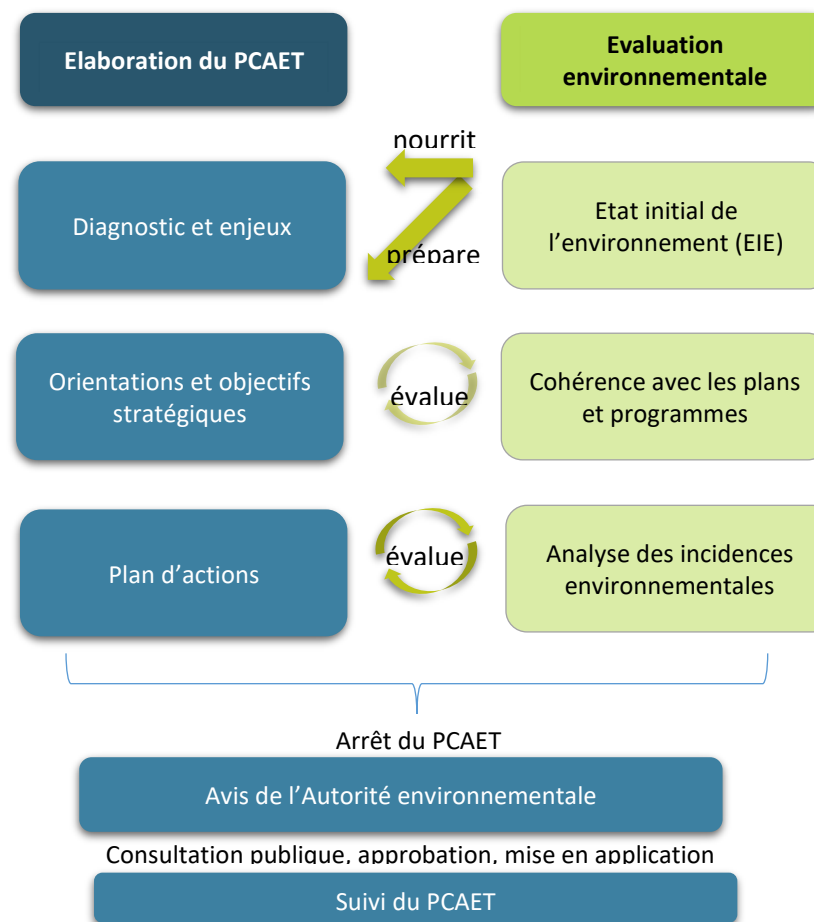 Elaboration du PCAET
Evaluation
environnementale
nourrit
Diagnostic et enjeux
Etat initial de
l’environnement (EIE)
prépare
Orientations et objectifs
stratégiques
évalue
Cohérence avec les plans
et programmes
Plan d’actions
évalue
Analyse des incidences
environnementales
Arrêt du PCAET
Avis de l’Autorité environnementale
Consultation publique, approbation, mise en application
Suivi du PCAET